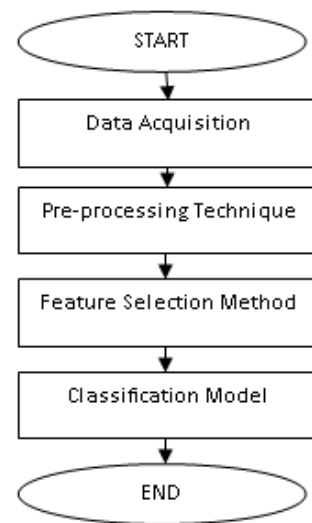 START
Data Acquisition
Pre-processing Technique
Feature Selection Method
Classification Model
END